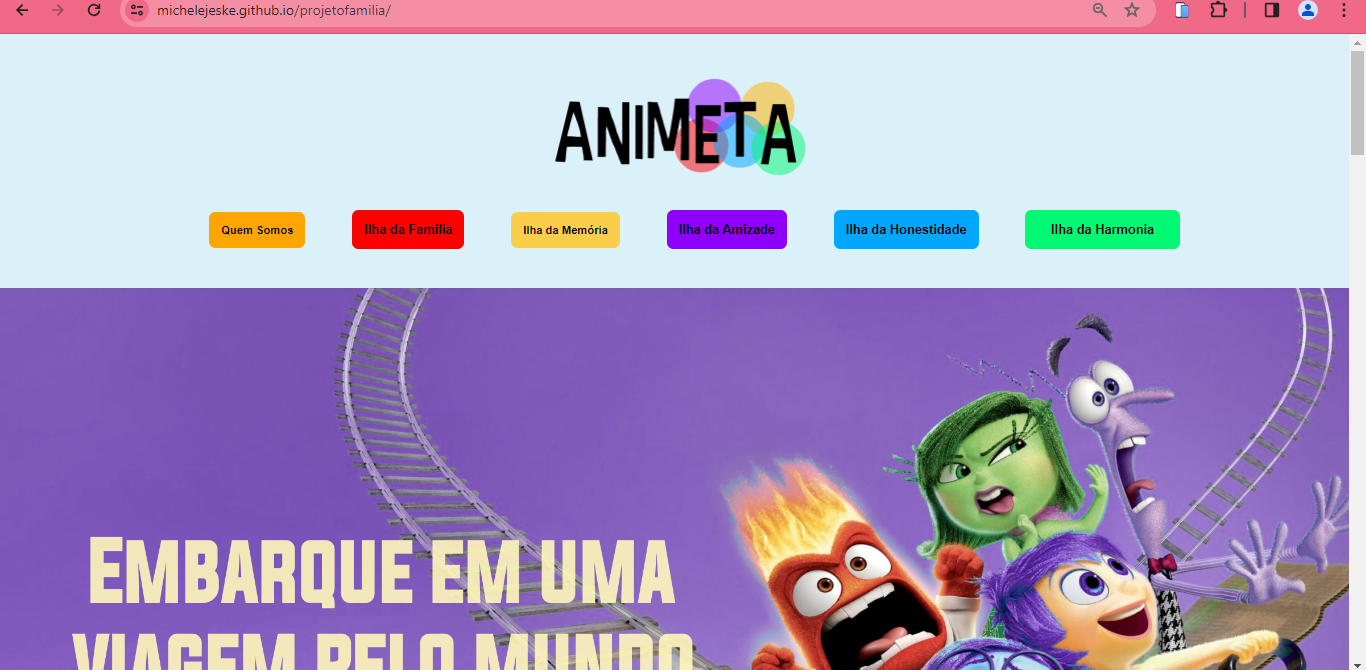 michelejeske.github.io/projetofamilia/
ANIMETA
Quem Somos
Ilha da Família
Ilha da Memória
Ilha da Amizade
Ilha da Honestidade
Ilha da Harmonia
EMBARQUE EM UMA
VIAGEM PELO MUNDO